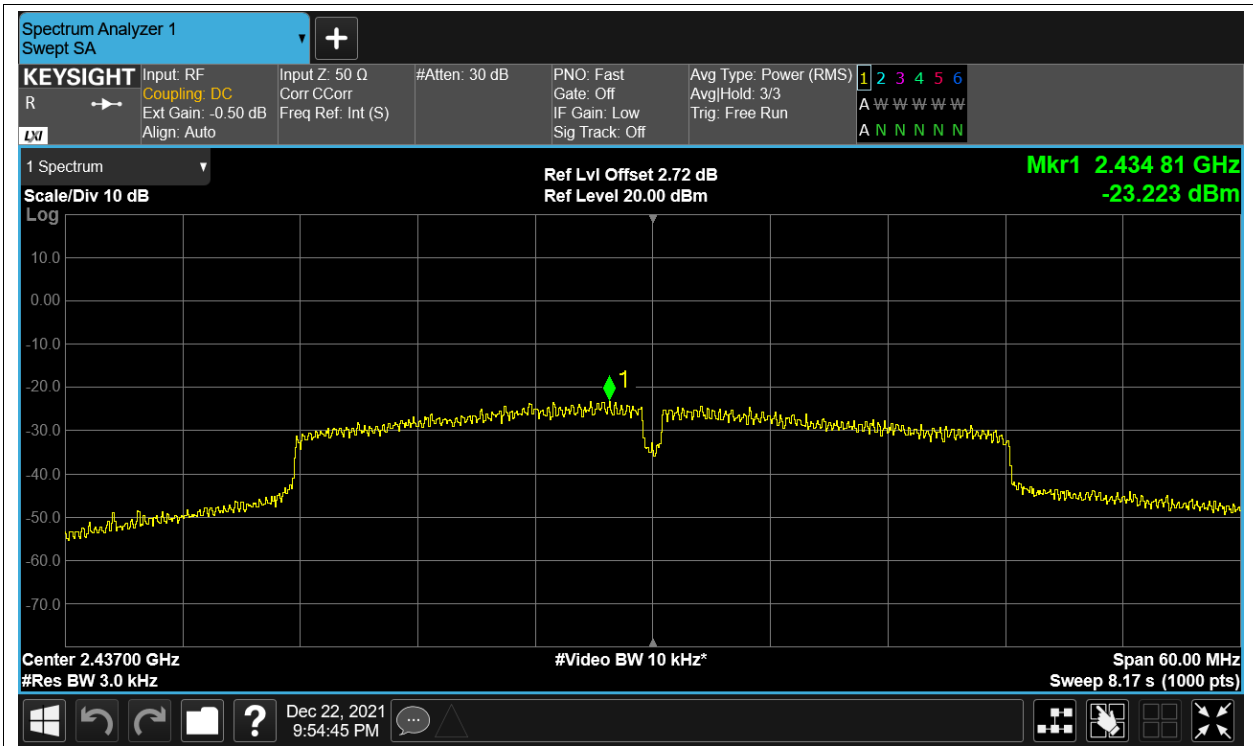 Spectrum Analyzer 1
Swept SA
KEYSIGHT
R
LXI
Input: RF
Coupling: DC
Ext Gain: -0.50 dB
Align: Auto
Input Z: 50 Ω
Corr CCorr
Freq Ref: Int (S)
#Atten: 30 dB
PNO: Fast
Gate: Off
IF Gain: Low
Sig Track: Off
Avg Type: Power (RMS)
Avg|Hold: 3/3
Trig: Free Run
1 2 3 4 5 6
A W W W W W
A N N N N N
1 Spectrum
Scale/Div 10 dB
Log
Ref Lvl Offset 2.72 dB
Ref Level 20.00 dBm
Mkr1 2.434 81 GHz
-23.223 dBm
10.0
0.00
-10.0
-20.0
-30.0
-40.0
-50.0
-60.0
-70.0
1
Center 2.43700 GHz
#Res BW 3.0 kHz
#Video BW 10 kHz*
Span 60.00 MHz
Sweep 8.17 s (1000 pts)
?
Dec 22, 2021
9:54:45 PM